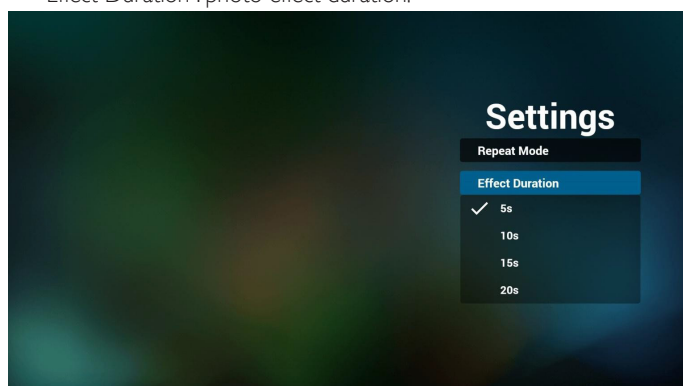 Effect Duration : photo effect duration.
Settings
Repeat Mode
Effect Duration
5s
10s
15s
20s